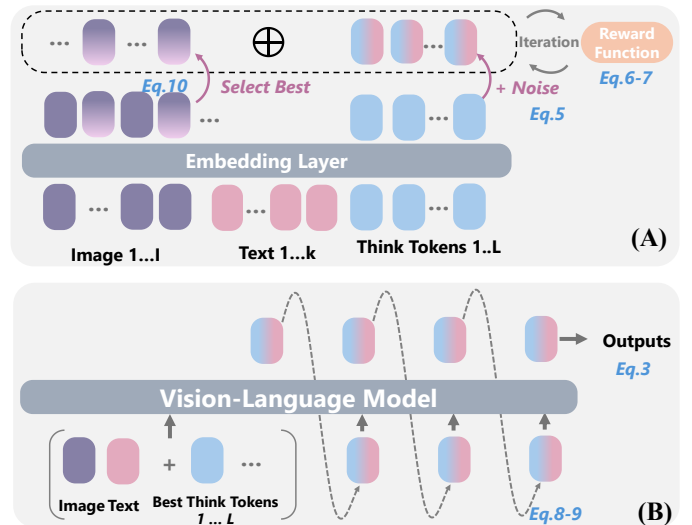 ... ...
Iteration
Reward
Function
Eq.6-7
Eq.10
Select Best
+ Noise
Eq.5
...
...
Embedding Layer
... ... ...
Image 1...I
Text 1...k
Think Tokens 1..L
(A)
Outputs
Eq.3
Vision-Language Model
+
...
Image Text
Best Think Tokens
1 ... L
Eq.8-9
(B)